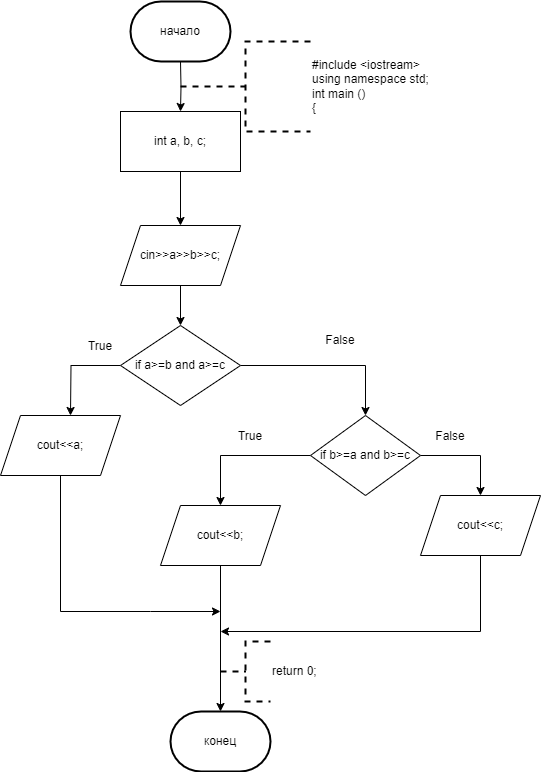 начало
#include <iostream>
using namespace std;
int main ()
{
int a, b, c;
cin>>a>>b>>c;
True
False
if a>=b and a>=c
cout<<a;
True
False
if b>=a and b>=c
cout<<b;
cout<<c;
return 0;
конец